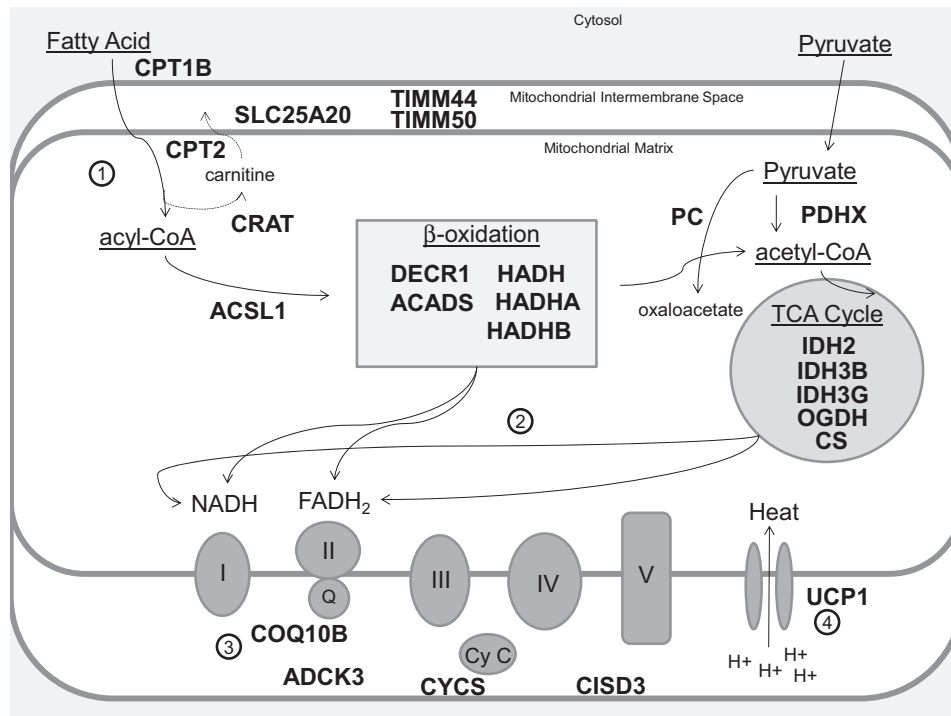 Cytosol
Fatty Acid
Pyruvate
CPT1B
TIMM44
Mitochondrial Intermembrane Space
SLC25A20
TIMM50
CPT2
Mitochondrial Matrix
1
carnitine
Pyruvate
CRAT
PC
PDHX
acyl-CoA
β-oxidation
acetyl-CoA
DECR1 HADH
ACSL1
ACADS HADHA
HADHB
oxaloacetate
TCA Cycle
IDH2
IDH3B
IDH3G
OGDH
CS
2
NADH
FADH2
Heat
I
II
III
IV
V
Q
UCP1
4
3
COQ10B
Cy C
H+ H+ H+ H+
ADCK3
CYCS
CISD3